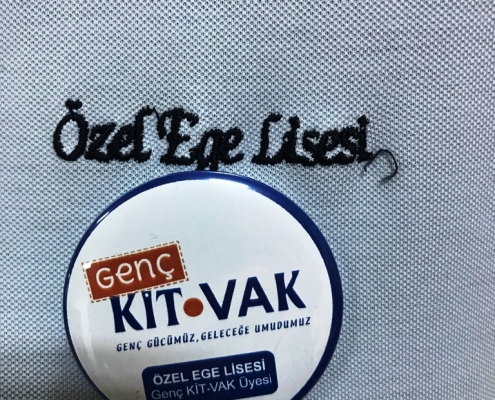 Özel Ege Lisesi
Genç
KİT•VAK
GENÇ GÜCÜMÜZ, GELECEĞE UMUDUMUZ
ÖZEL EGE LİSESİ
Genç KİT-VAK Üyesi